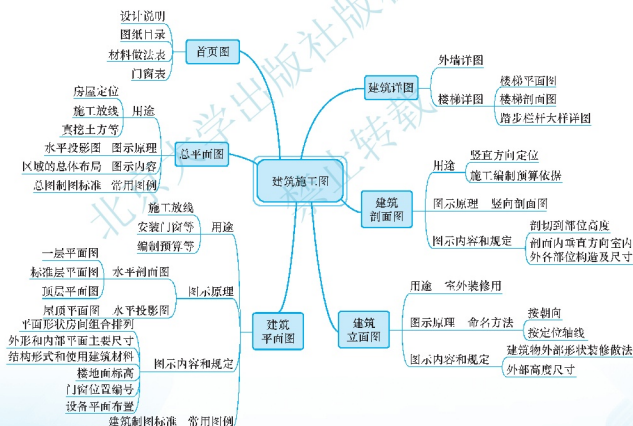 设计说明
图纸目录
材料做法表
门窗表
首页图
房屋定位
施工放线
真挖土方等
用途
水平投影图 图示原理
区域的总体布局 图示内容
总图制图标准 常用图例
总平面图
施工放线
安装门窗等
编制预算等
用途
一层平面图
标准层平面图
顶层平面图
水平剖面图
屋顶平面图 水平投影图
图示原理
平面形状房间组合排列
外形和内部平面主要尺寸
结构形式和使用建筑材料
楼地面标高
门窗位置编号
设备平面布置
图示内容和规定
建筑制图标准 常用图例
建筑
平面图
建筑施工图
建筑详图
外墙详图
楼梯详图
楼梯平面图
楼梯剖面图
踏步栏杆大样详图
建筑
剖面图
用途
竖直方向定位
施工编制预算依据
图示原理 竖向剖面图
图示内容和规定
剖切到部位高度
剖面内垂直方向室内
外各部位构造及尺寸
建筑
立面图
用途 室外装修用
图示原理 命名方法
按朝向
按定位轴线
图示内容和规定
建筑物外部形状装修做法
外部高度尺寸
北京大学出版社版权
禁止转载